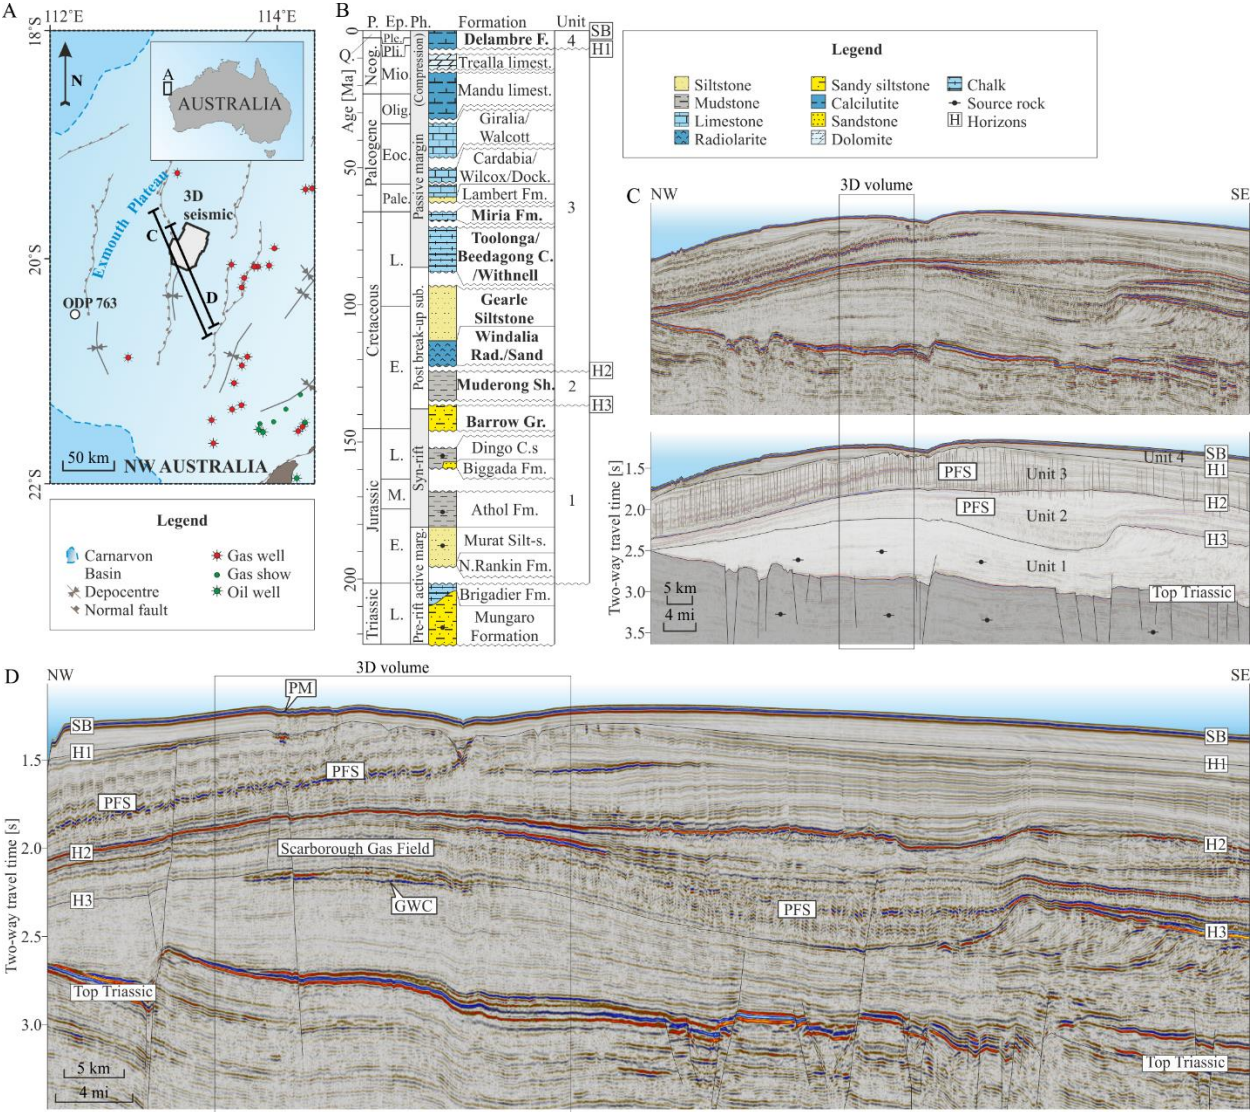 A
112°E
114°E
18°S
N
A
AUSTRALIA
Exmouth Plateau
3D
seismic
C
D
20°S
ODP 763
50 km
NW AUSTRALIA
22°S
Legend
Carnarvon
Basin
Depocentre
Normal fault
Gas well
Gas show
Oil well
B
P.
Ep.
Ph.
Formation
Unit
Age [Ma]
0
50
100
150
200
Q.
Neog.
Paleogene
Cretaceous
Jurassic
Triassic
Ple.
Pli.
Mio.
Olig.
Eoc.
Pale.
L.
E.
L.
M.
E.
L.
(Compression)
Passive margin
Post break-up sub.
Syn-rift
Pre-rift active marg.
Delambre F.
Trealla limest.
Mandu limest.
Giralia/
Walcott
Cardabia/
Wilcox/Dock.
Lambert Fm.
Miria Fm.
Toolonga/
Beedagong C.
/Withnell
Gearle
Siltstone
Windalia
Rad./Sand
Muderong Sh.
Barrow Gr.
Dingo C.s
Biggada Fm.
Athol Fm.
Murat Silt-s.
N.Rankin Fm.
Brigadier Fm.
Mungaro
Formation
4
3
2
1
SB
H1
H2
H3
Legend
Siltstone
Mudstone
Limestone
Radiolarite
Sandy siltstone
Calcilutite
Sandstone
Dolomite
Chalk
Source rock
H Horizons
C
NW
3D volume
SE
Two-way travel time [s]
1.5
2.0
2.5
3.0
3.5
PFS
PFS
Unit 4
Unit 3
Unit 2
Unit 1
SB
H1
H2
H3
Top Triassic
5 km
4 mi
D
NW
3D volume
SE
PM
SB
H1
PFS
PFS
H2
Scarborough Gas Field
H3
GWC
PFS
Top Triassic
SB
H1
H2
H3
Top Triassic
Two-way travel time [s]
1.5
2.0
2.5
3.0
5 km
4 mi